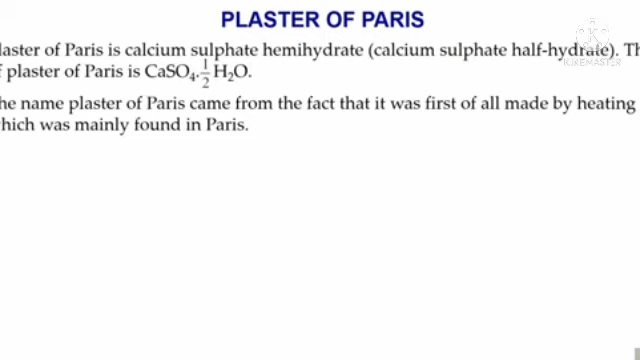 PLASTER OF PARIS
laster of Paris is calcium sulphate hemihydrate (calcium sulphate half-hydrate). Th
f plaster of Paris is CaSO₄.½H₂O.
he name plaster of Paris came from the fact that it was first of all made by heating
hich was mainly found in Paris.
KINEMASTER